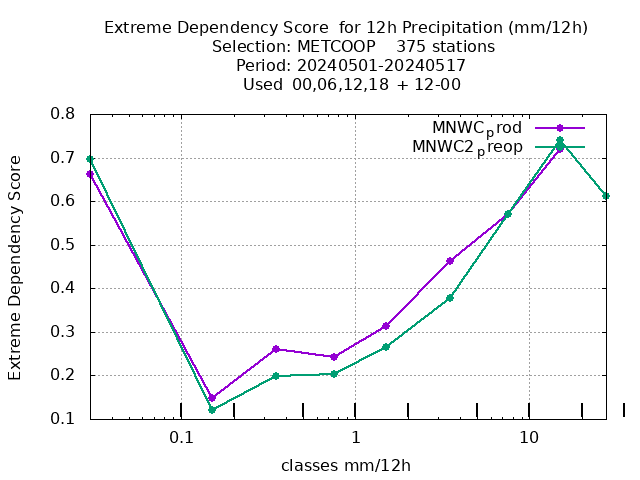 Extreme Dependency Score  for 12h Precipitation (mm/12h)
Selection: METCOOP    375 stations
Period: 20240501-20240517
Used  00,06,12,18 + 12-00
MNWCprod
MNWC2preop
0.8
0.7
0.6
0.5
0.4
0.3
0.2
0.1
Extreme Dependency Score
0.1
1
10
classes mm/12h